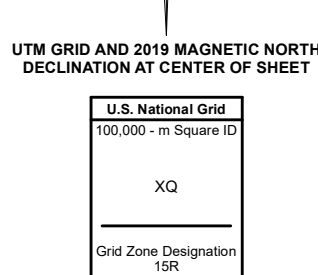 UTM GRID AND 2019 MAGNETIC NORTH
DECLINATION AT CENTER OF SHEET
U.S. National Grid
100,000 - m Square ID
XQ
Grid Zone Designation
15R